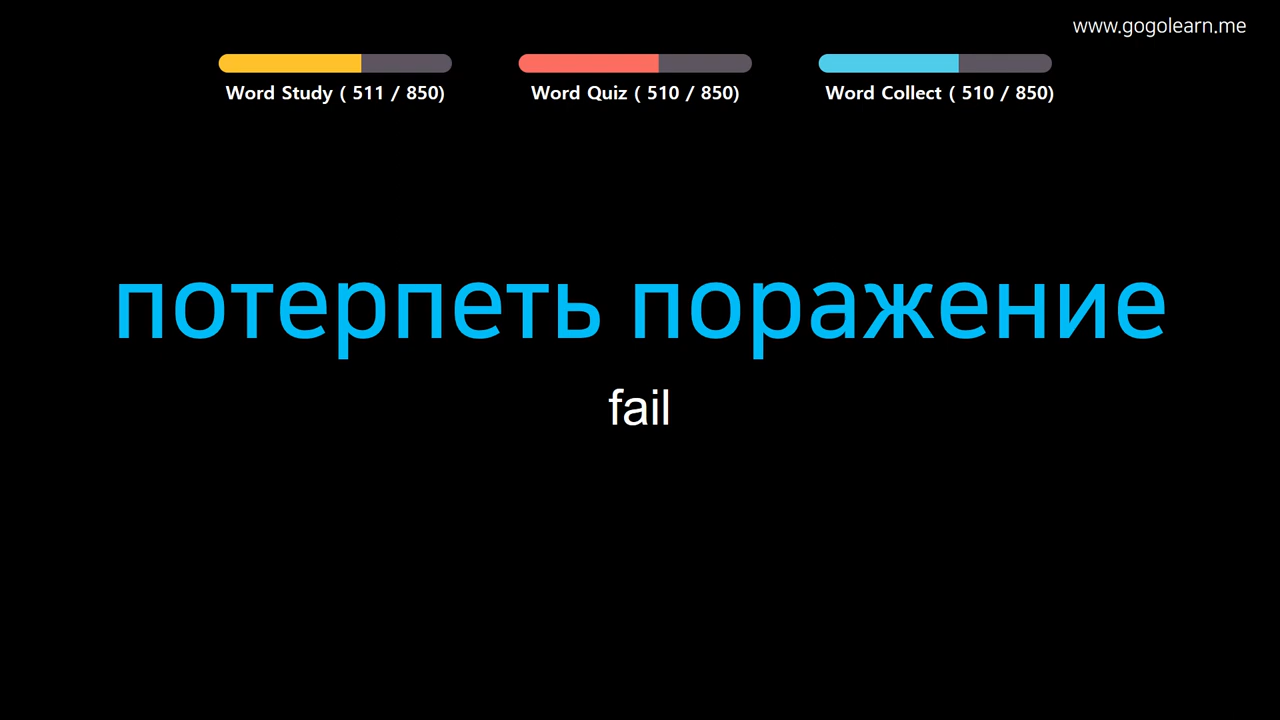 www.gogolearn.me
Word Study ( 511 / 850)
Word Quiz ( 510 / 850)
Word Collect ( 510 / 850)
потерпеть поражение
fail